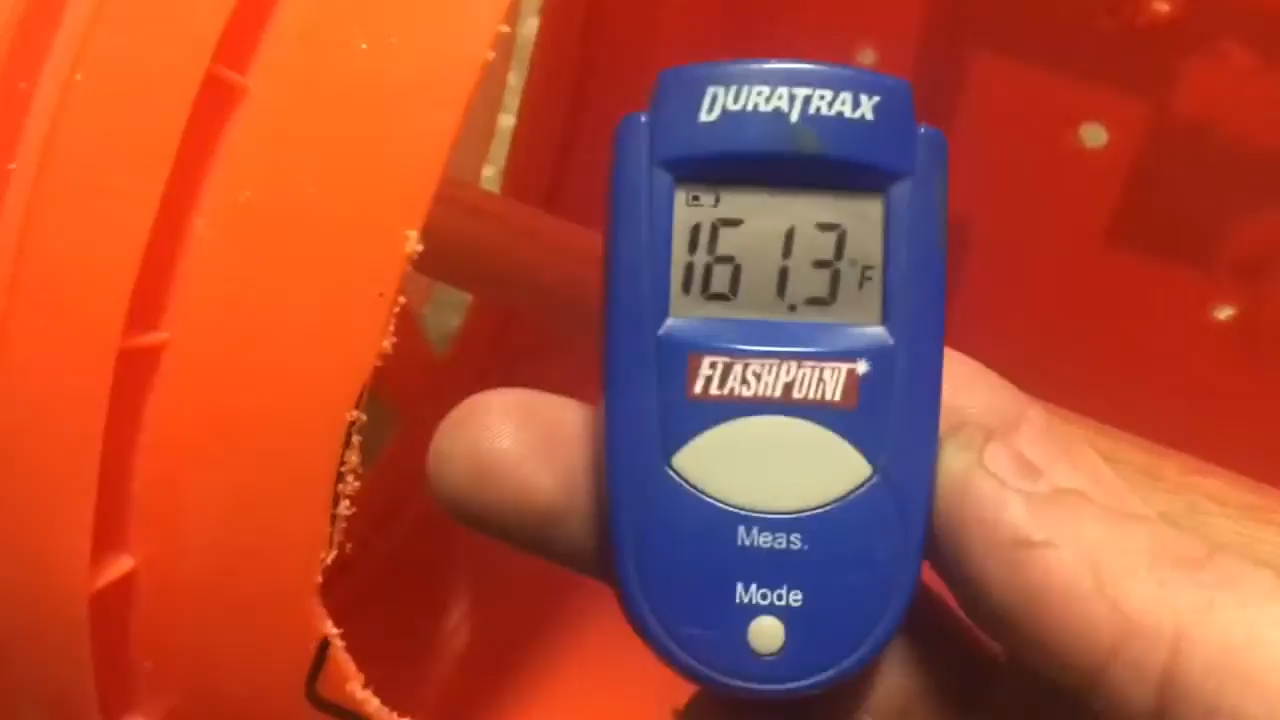 DURATRAX
161.3 °F
FLASHPOINT
Meas.
Mode